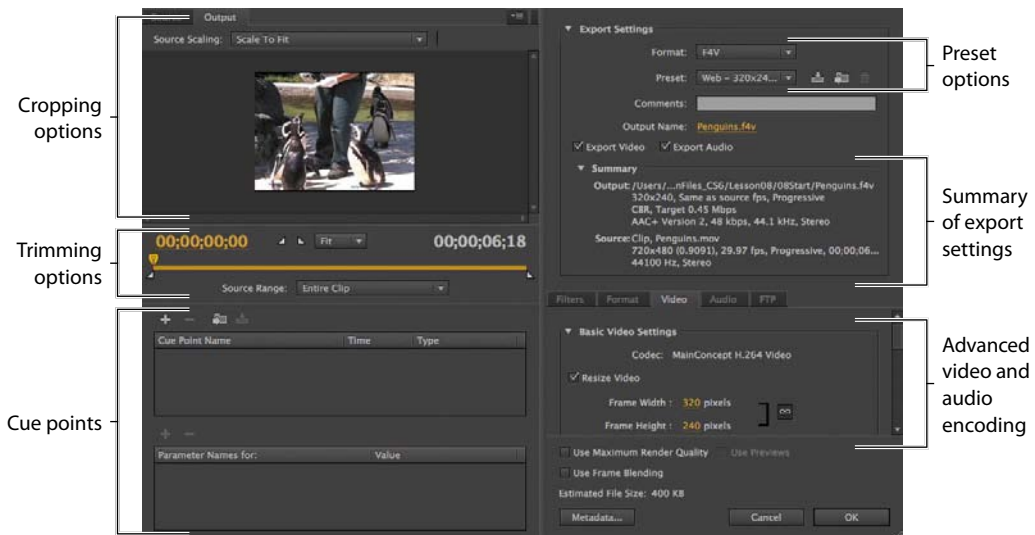 Cropping options
Trimming options
Cue points
Output
Source Scaling: Scale To Fit
00;00;00;00
Fit
00;00;06;18
Source Range: Entire Clip
Cue Point Name Time Type
Parameter Names for: Value
Export Settings
Format: F4V
Preset: Web – 320x24...
Comments:
Output Name: Penguins.f4v
Export Video Export Audio
Summary
Output: /Users/...nFiles_CS6/Lesson08/08Start/Penguins.f4v
320x240, Same as source fps, Progressive
CBR, Target 0.45 Mbps
AAC+ Version 2, 48 kbps, 44.1 kHz, Stereo
Source: Clip, Penguins.mov
720x480 (0.9091), 29.97 fps, Progressive, 00;00;06...
44100 Hz, Stereo
Filters Format Video Audio FTP
Basic Video Settings
Codec: MainConcept H.264 Video
Resize Video
Frame Width : 320 pixels
Frame Height : 240 pixels
Use Maximum Render Quality Use Previews
Use Frame Blending
Estimated File Size: 400 KB
Metadata... Cancel OK
Preset options
Summary of export settings
Advanced video and audio encoding